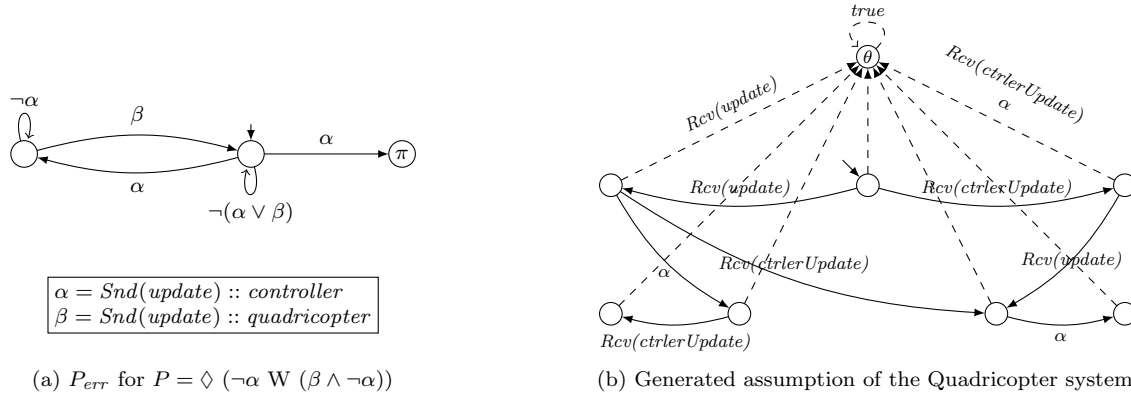 true
θ
Rcv(update)
Rcv(ctrlerUpdate)
α
¬α
β
α
α
π
¬(α ∨ β)
Rcv(update)
Rcv(ctrlerUpdate)
α
Rcv(ctrlerUpdate)
Rcv(update)
Rcv(ctrlerUpdate)
α
α = Snd(update) :: controller
β = Snd(update) :: quadricopter
(a) P_err for P = ◊ (¬α W (β ∧ ¬α))
(b) Generated assumption of the Quadricopter system